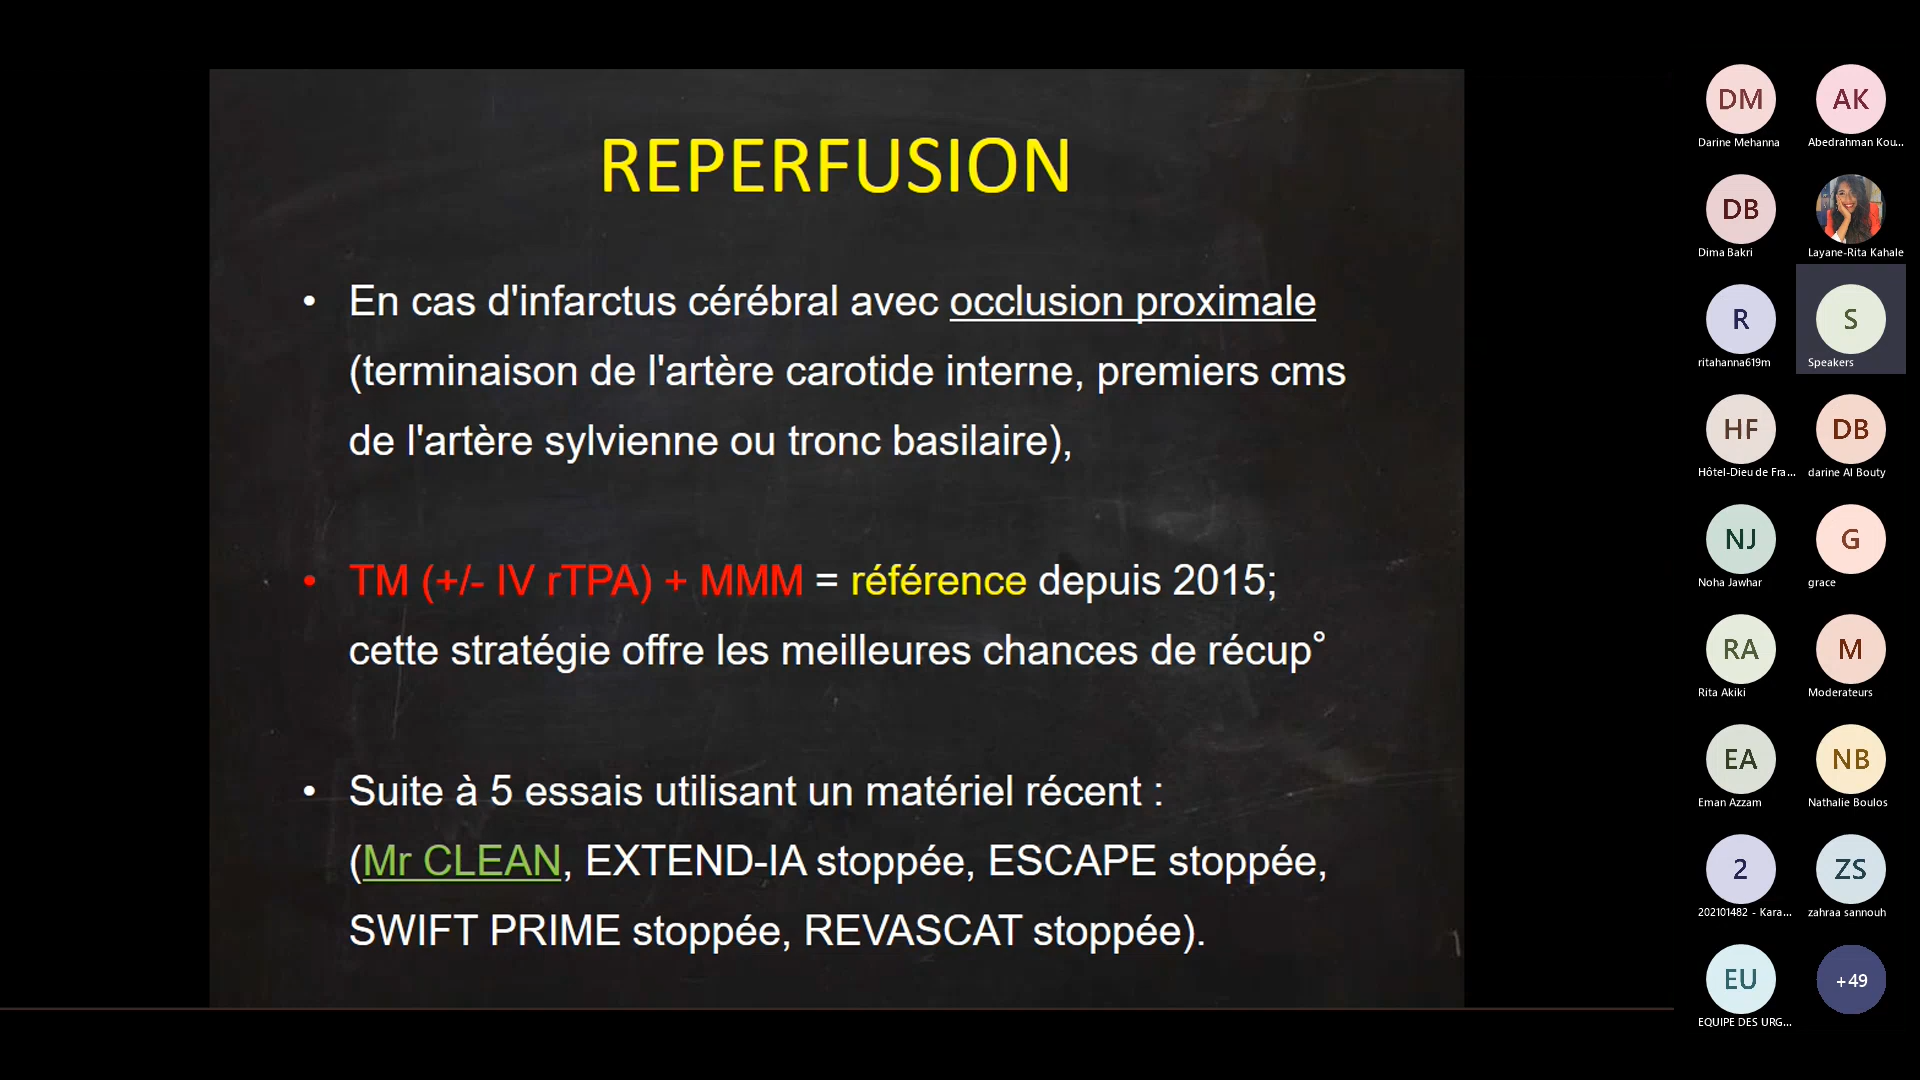 REPERFUSION
• En cas d'infarctus cérébral avec occlusion proximale
(terminaison de l'artère carotide interne, premiers cms
de l'artère sylvienne ou tronc basilaire),
• TM (+/- IV rTPA) + MMM = référence depuis 2015;
cette stratégie offre les meilleures chances de récup°
• Suite à 5 essais utilisant un matériel récent :
(Mr CLEAN, EXTEND-IA stoppée, ESCAPE stoppée,
SWIFT PRIME stoppée, REVASCAT stoppée).
DM
Darine Mehanna
AK
Abedrahman Kou...
DB
Dima Bakri
Layane-Rita Kahale
R
ritahanna619m
S
Speakers
HF
Hôtel-Dieu de Fra...
DB
darine Al Bouty
NJ
Noha Jawhar
G
grace
RA
Rita Akiki
M
Moderateurs
EA
Eman Azzam
NB
Nathalie Boulos
2
202101482 - Kara...
ZS
zahraa sannouh
EU
EQUIPE DES URG...
+49